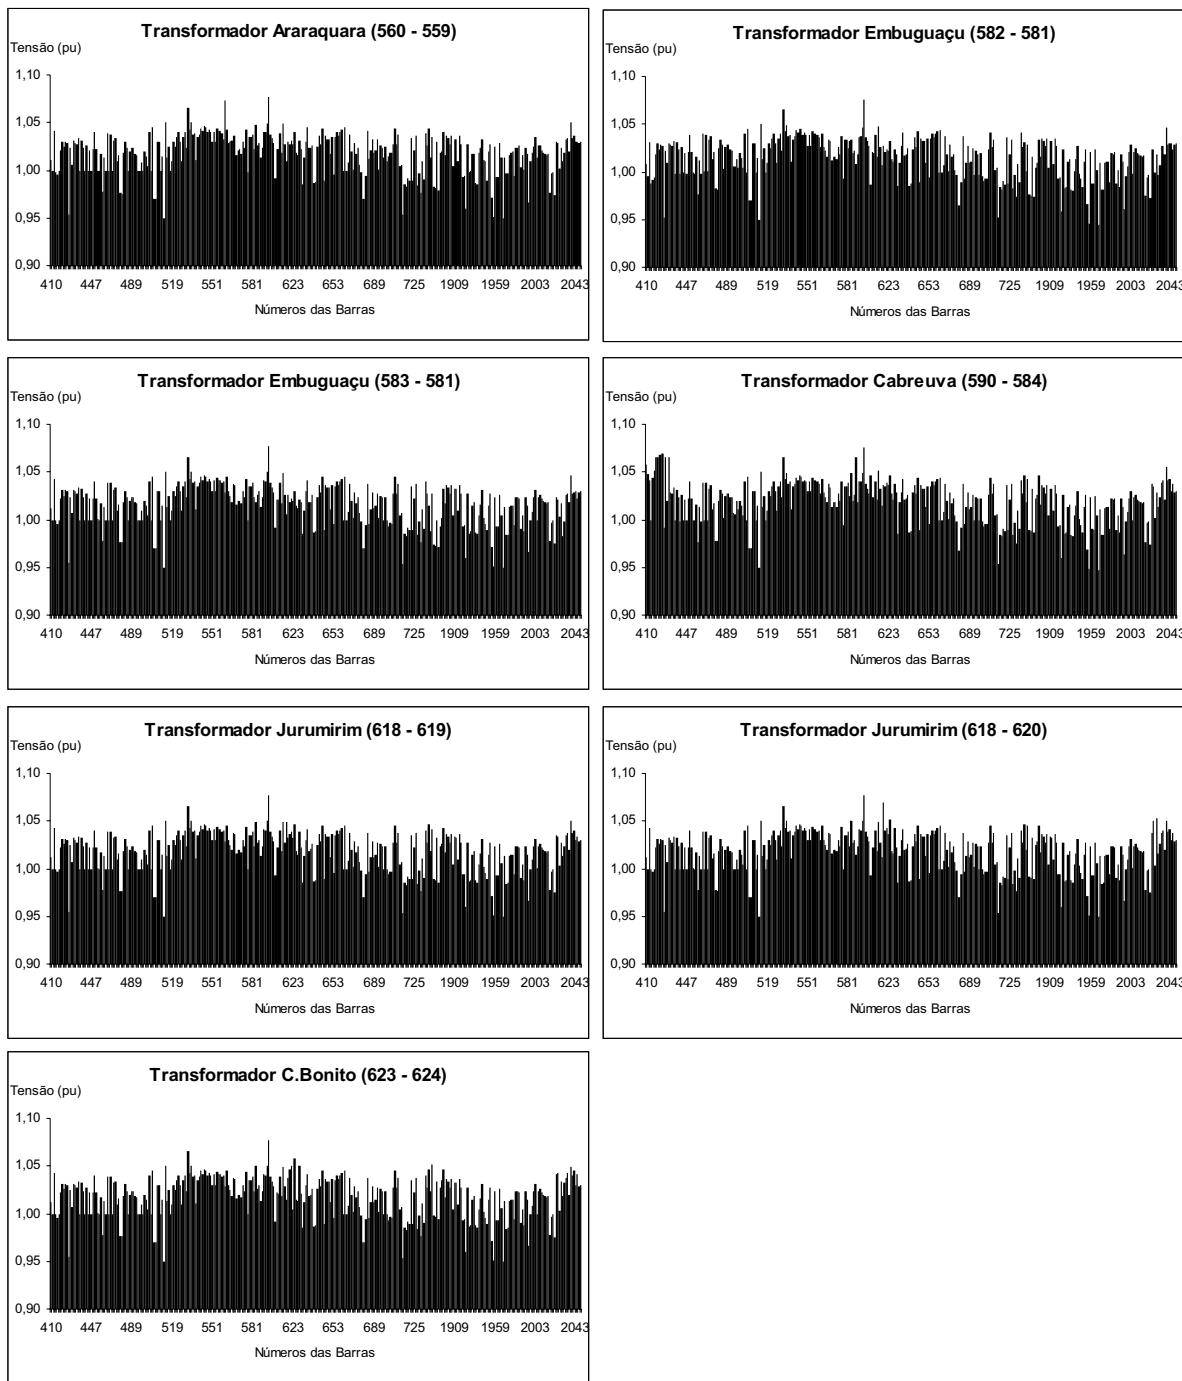 Transformador Araraquara (560 - 559)
Tensão (pu)
1,10
1,05
1,00
0,95
0,90
410 447 489 519 551 581 623 653 689 725 1909 1959 2003 2043
Números das Barras
Transformador Embuguaçu (582 - 581)
Tensão (pu)
1,10
1,05
1,00
0,95
0,90
410 447 489 519 551 581 623 653 689 725 1909 1959 2003 2043
Números das Barras
Transformador Embuguaçu (583 - 581)
Tensão (pu)
1,10
1,05
1,00
0,95
0,90
410 447 489 519 551 581 623 653 689 725 1909 1959 2003 2043
Números das Barras
Transformador Cabreuva (590 - 584)
Tensão (pu)
1,10
1,05
1,00
0,95
0,90
410 447 489 519 551 581 623 653 689 725 1909 1959 2003 2043
Números das Barras
Transformador Jurumirim (618 - 619)
Tensão (pu)
1,10
1,05
1,00
0,95
0,90
410 447 489 519 551 581 623 653 689 725 1909 1959 2003 2043
Números das Barras
Transformador Jurumirim (618 - 620)
Tensão (pu)
1,10
1,05
1,00
0,95
0,90
410 447 489 519 551 581 623 653 689 725 1909 1959 2003 2043
Números das Barras
Transformador C.Bonito (623 - 624)
Tensão (pu)
1,10
1,05
1,00
0,95
0,90
410 447 489 519 551 581 623 653 689 725 1909 1959 2003 2043
Números das Barras